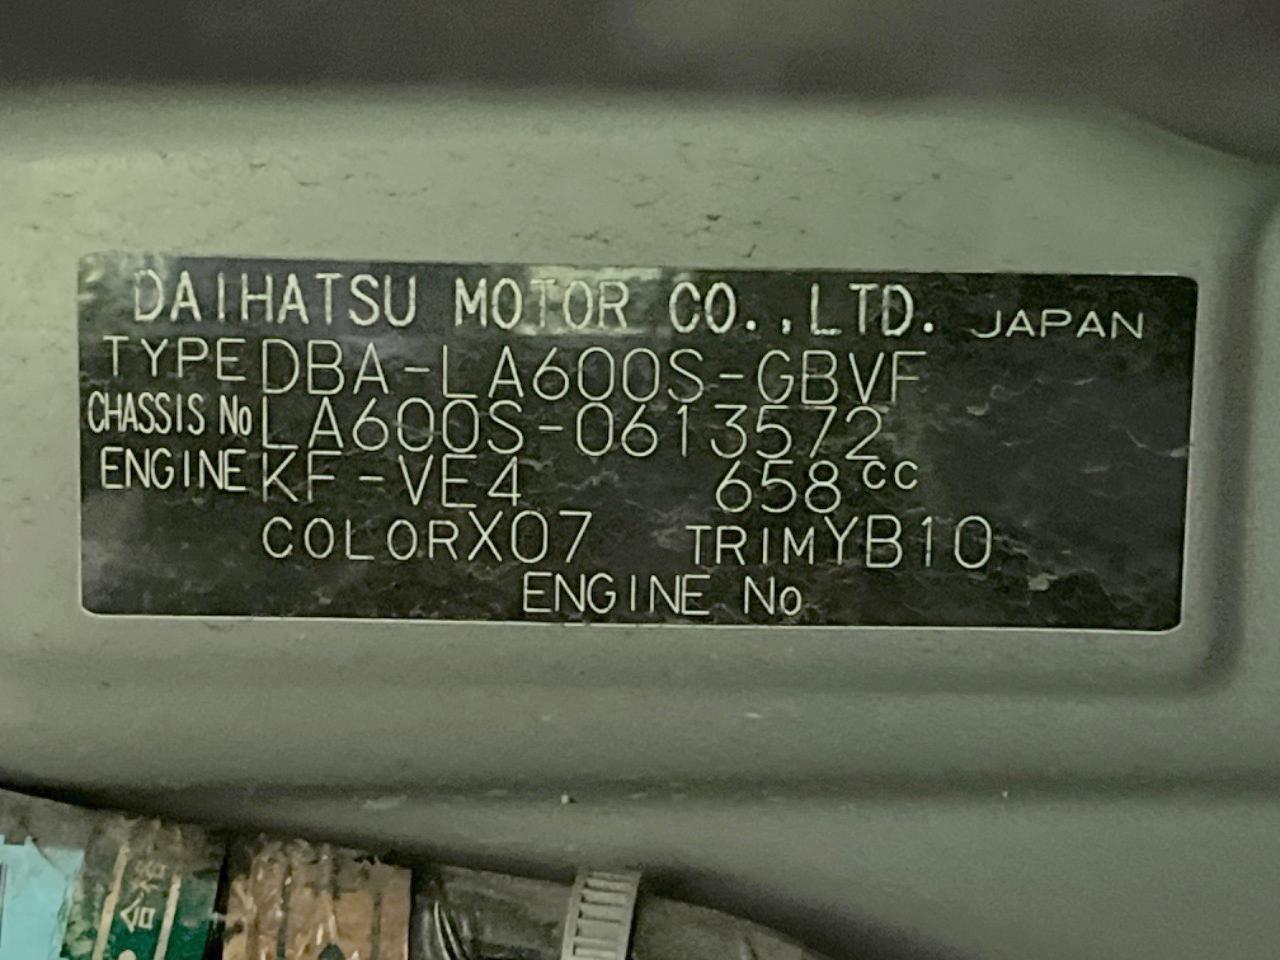 DAIHATSU MOTOR CO.,LTD. JAPAN
TYPE DBA-LA600S-GBVF
CHASSIS No LA600S-0613572
ENGINE KF-VE4 658cc
COLOR X07 TRIM YB10
ENGINE No